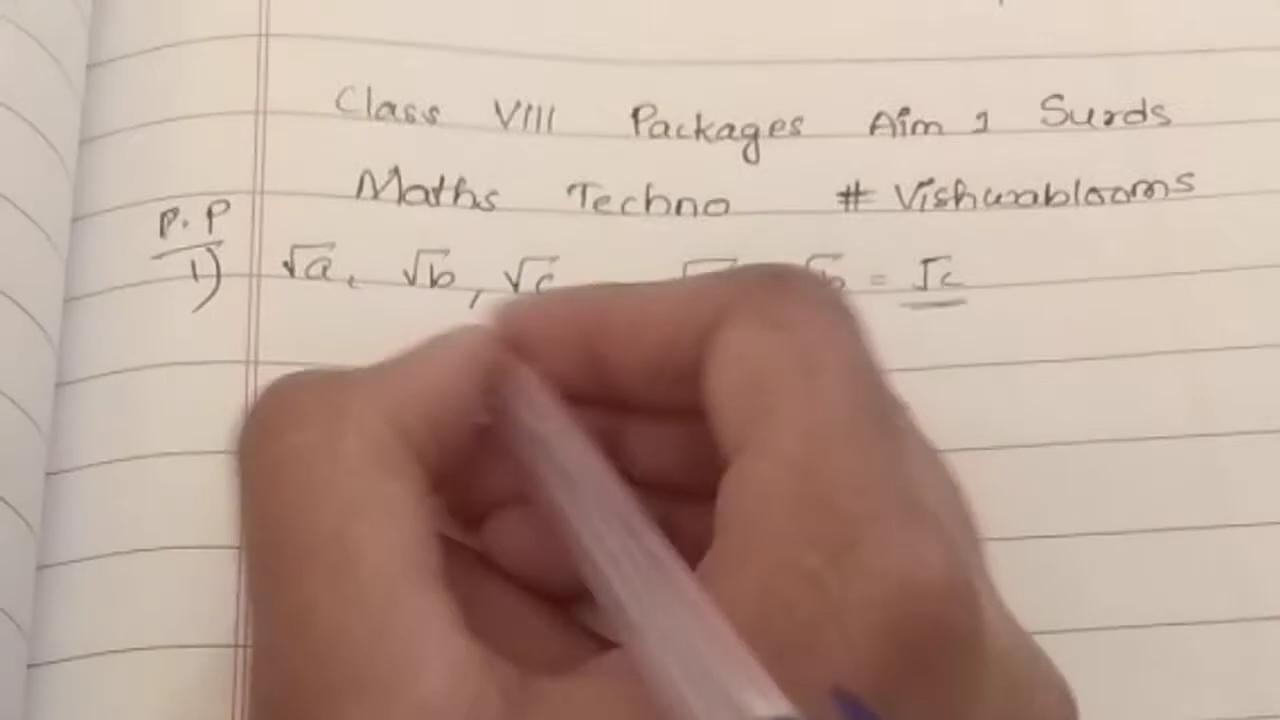 Class VIII Packages Aim 1 Surds
Maths Techno # Vishwablooms
P.P
1) √a, √b, √c √b = √c